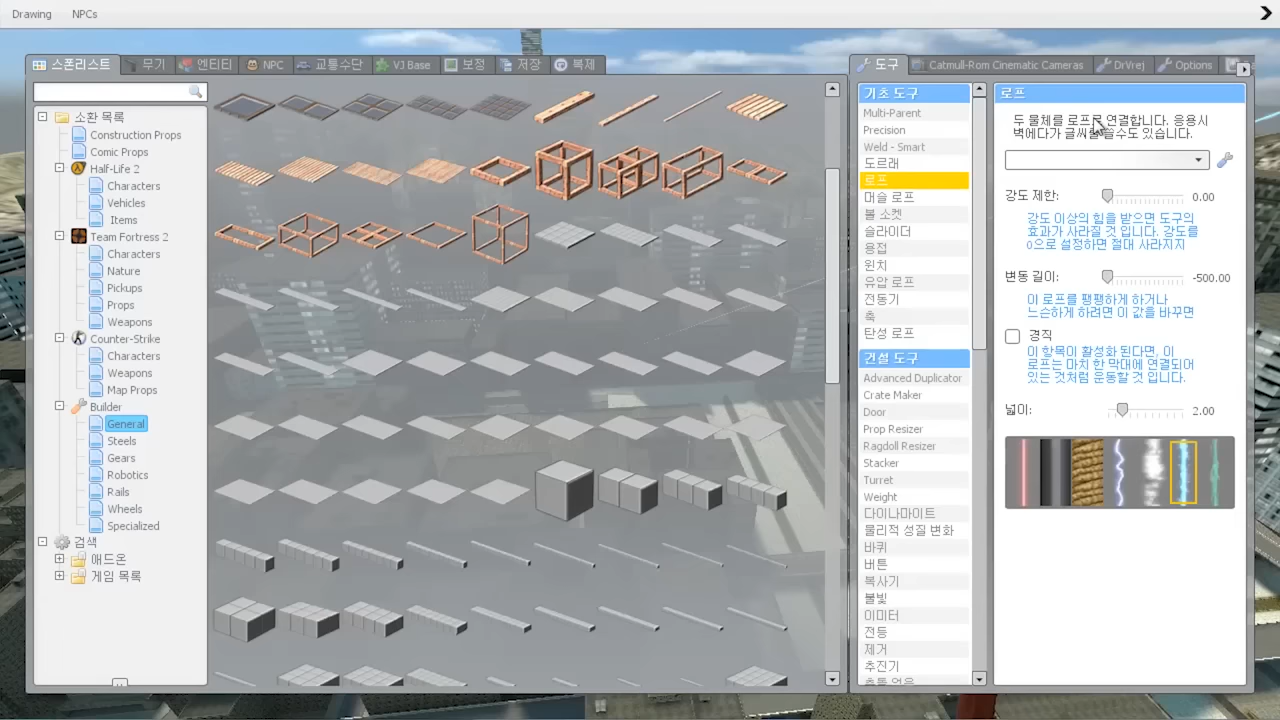 Drawing NPCs
스폰리스트 무기 엔티티 NPC 교통수단 VJ Base 보정 저장 복제
소환 목록
Construction Props
Comic Props
Half-Life 2
Characters
Vehicles
Items
Team Fortress 2
Characters
Nature
Pickups
Props
Weapons
Counter-Strike
Characters
Weapons
Map Props
Builder
General
Steels
Gears
Robotics
Rails
Wheels
Specialized
검색
애드온
게임 목록
도구 Catmull-Rom Cinematic Cameras DrVrej Options
기초 도구
Multi-Parent
Precision
Weld - Smart
도르래
로프
머슬 로프
볼 소켓
슬라이더
용접
윈치
유압 로프
전동기
축
탄성 로프
건설 도구
Advanced Duplicator
Crate Maker
Door
Prop Resizer
Ragdoll Resizer
Stacker
Turret
Weight
다이나마이트
물리적 성질 변화
바퀴
버튼
복사기
불빛
이미터
전등
제거
추진기
로프
두 물체를 로프로 연결합니다. 응용시
벽에다가 글씨를 쓸수도 있습니다.
강도 제한: 0.00
강도 이상의 힘을 받으면 도구의
효과가 사라질 것 입니다. 강도를
0으로 설정하면 절대 사라지지
변동 길이: -500.00
이 로프를 팽팽하게 하거나
느슨하게 하려면 이 값을 바꾸면
경직
이 항목이 활성화 된다면, 이
로프는 마치 한 막대에 연결되어
있는 것처럼 운동할 것 입니다.
넓이: 2.00